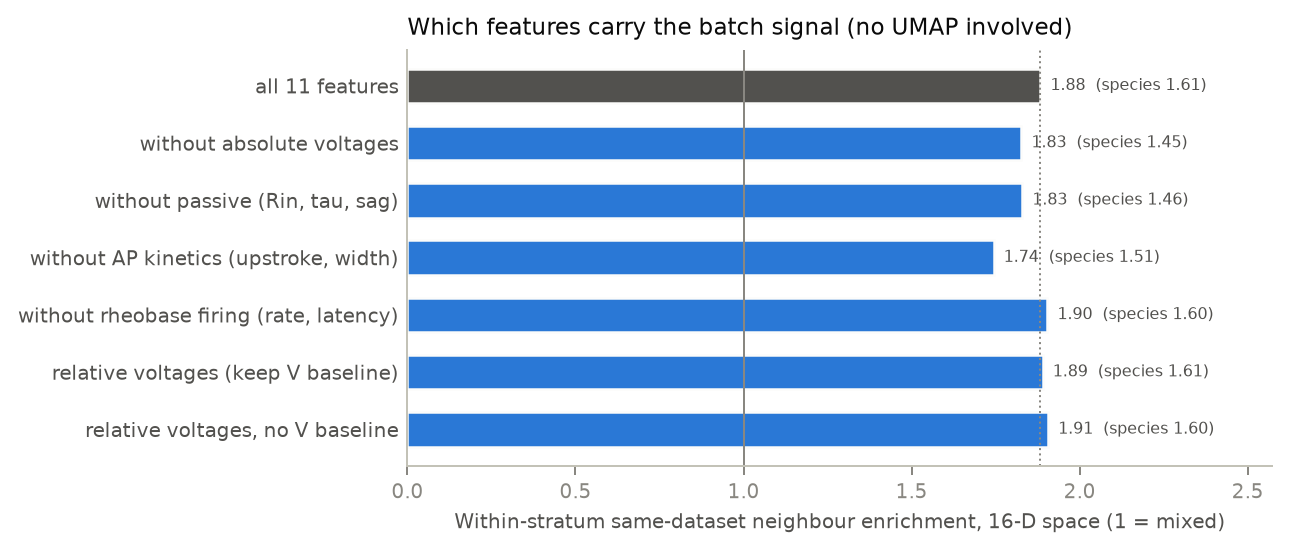 Which features carry the batch signal (no UMAP involved)
all 11 features
1.88 (species 1.61)
without absolute voltages
1.83 (species 1.45)
without passive (Rin, tau, sag)
1.83 (species 1.46)
without AP kinetics (upstroke, width)
1.74 (species 1.51)
without rheobase firing (rate, latency)
1.90 (species 1.60)
relative voltages (keep V baseline)
1.89 (species 1.61)
relative voltages, no V baseline
1.91 (species 1.60)
0.0 0.5 1.0 1.5 2.0 2.5
Within-stratum same-dataset neighbour enrichment, 16-D space (1 = mixed)